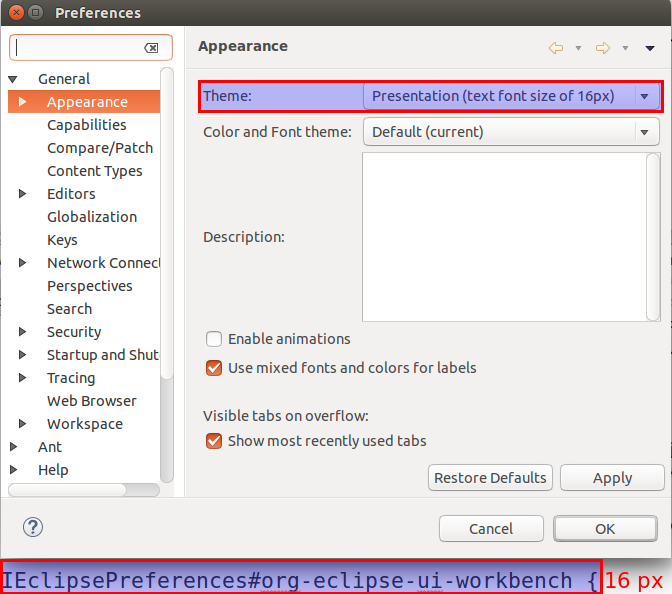 Preferences
Appearance
General
Appearance
Capabilities
Compare/Patch
Content Types
Editors
Globalization
Keys
Network Connect
Perspectives
Search
Security
Startup and Shut
Tracing
Web Browser
Workspace
Ant
Help
Theme: Presentation (text font size of 16px)
Color and Font theme: Default (current)
Description:
Enable animations
Use mixed fonts and colors for labels
Visible tabs on overflow:
Show most recently used tabs
Restore Defaults Apply
? Cancel OK
IEclipsePreferences#org-eclipse-ui-workbench { 16 px